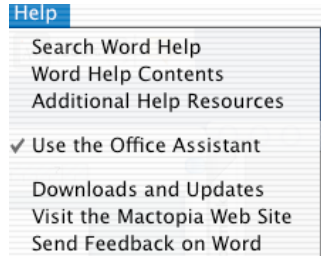 Help
Search Word Help
Word Help Contents
Additional Help Resources
✓ Use the Office Assistant
Downloads and Updates
Visit the Mactopia Web Site
Send Feedback on Word